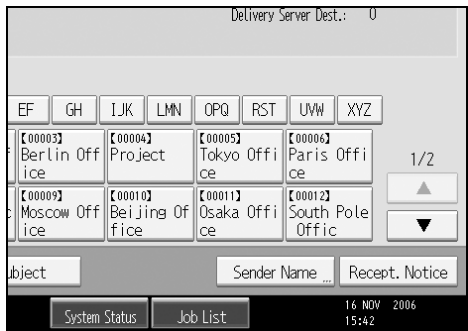 Delivery Server Dest.: 0
EF GH IJK LMN OPQ RST UVW XYZ
【00003】 【00004】 【00005】 【00006】
Berlin Off Project Tokyo Offi Paris Offi
ice ce ce
1/2
【00009】 【00010】 【00011】 【00012】
Moscow Off Beijing Of Osaka Offi South Pole
ice fice ce Offic
ubject Sender Name ... Recept. Notice
System Status Job List 16 NOV 2006
15:42